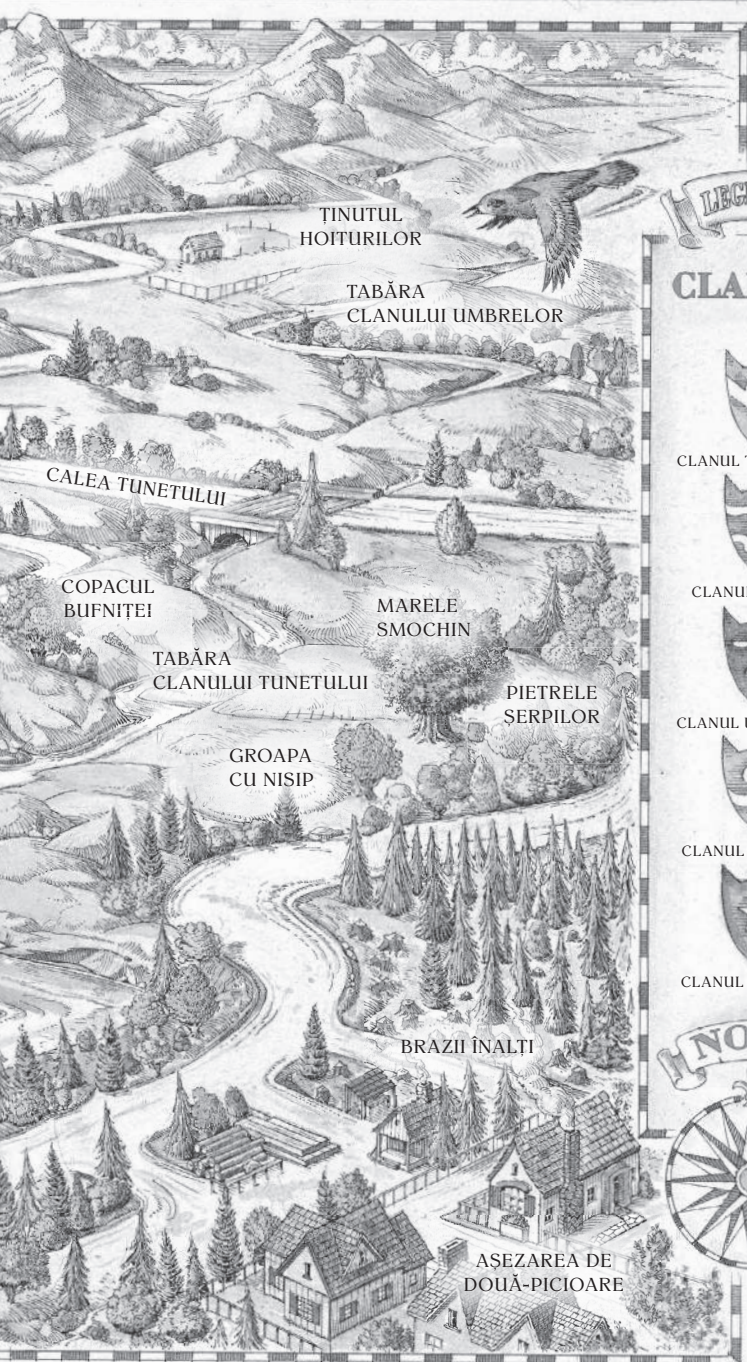 ȚINUTUL
HOITURILOR
TABĂRA
CLANULUI UMBRELOR
CALEA TUNETULUI
COPACUL
BUFNIȚEI
MARELE
SMOCHIN
TABĂRA
CLANULUI TUNETULUI
PIETRELE
ȘERPILOR
GROAPA
CU NISIP
BRAZII ÎNALȚI
AȘEZAREA DE
DOUĂ-PICIOARE
CLANUL
CLANUL
CLANUL
CLANUL